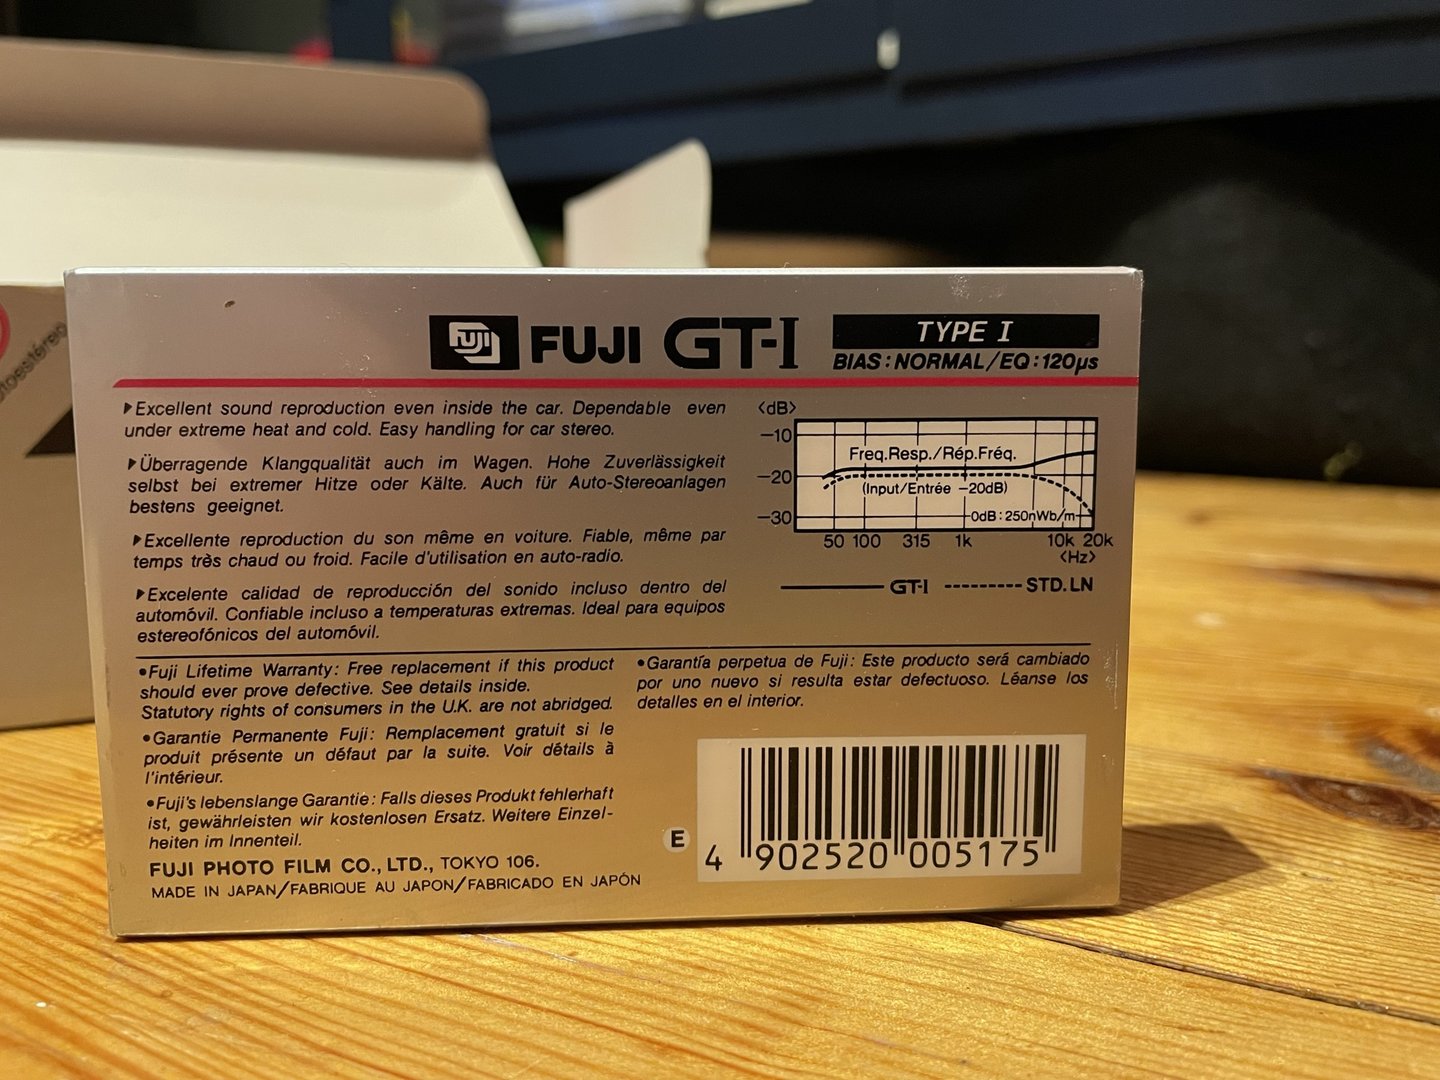 FUJI FUJI GT-I TYPE I
BIAS : NORMAL/EQ : 120µs
▶Excellent sound reproduction even inside the car. Dependable even
under extreme heat and cold. Easy handling for car stereo.
▶Überragende Klangqualität auch im Wagen. Hohe Zuverlässigkeit
selbst bei extremer Hitze oder Kälte. Auch für Auto-Stereoanlagen
bestens geeignet.
▶Excellente reproduction du son même en voiture. Fiable, même par
temps très chaud ou froid. Facile d'utilisation en auto-radio.
▶Excelente calidad de reproducción del sonido incluso dentro del
automóvil. Confiable incluso a temperaturas extremas. Ideal para equipos
estereofónicos del automóvil.
<dB>
−10
Freq.Resp./Rép.Fréq.
−20
(Input/Entrée −20dB)
−30
0dB : 250nWb/m
50 100 315 1k 10k 20k
<Hz>
GT-I STD. LN
•Fuji Lifetime Warranty: Free replacement if this product
should ever prove defective. See details inside.
Statutory rights of consumers in the U.K. are not abridged.
•Garantie Permanente Fuji: Remplacement gratuit si le
produit présente un défaut par la suite. Voir détails à
l'intérieur.
•Fuji's lebenslange Garantie: Falls dieses Produkt fehlerhaft
ist, gewährleisten wir kostenlosen Ersatz. Weitere Einzel-
heiten im Innenteil.
•Garantía perpetua de Fuji: Este producto será cambiado
por uno nuevo si resulta estar defectuoso. Léanse los
detalles en el interior.
FUJI PHOTO FILM CO., LTD., TOKYO 106.
MADE IN JAPAN/FABRIQUE AU JAPON/FABRICADO EN JAPÓN
E
4 902520 005175